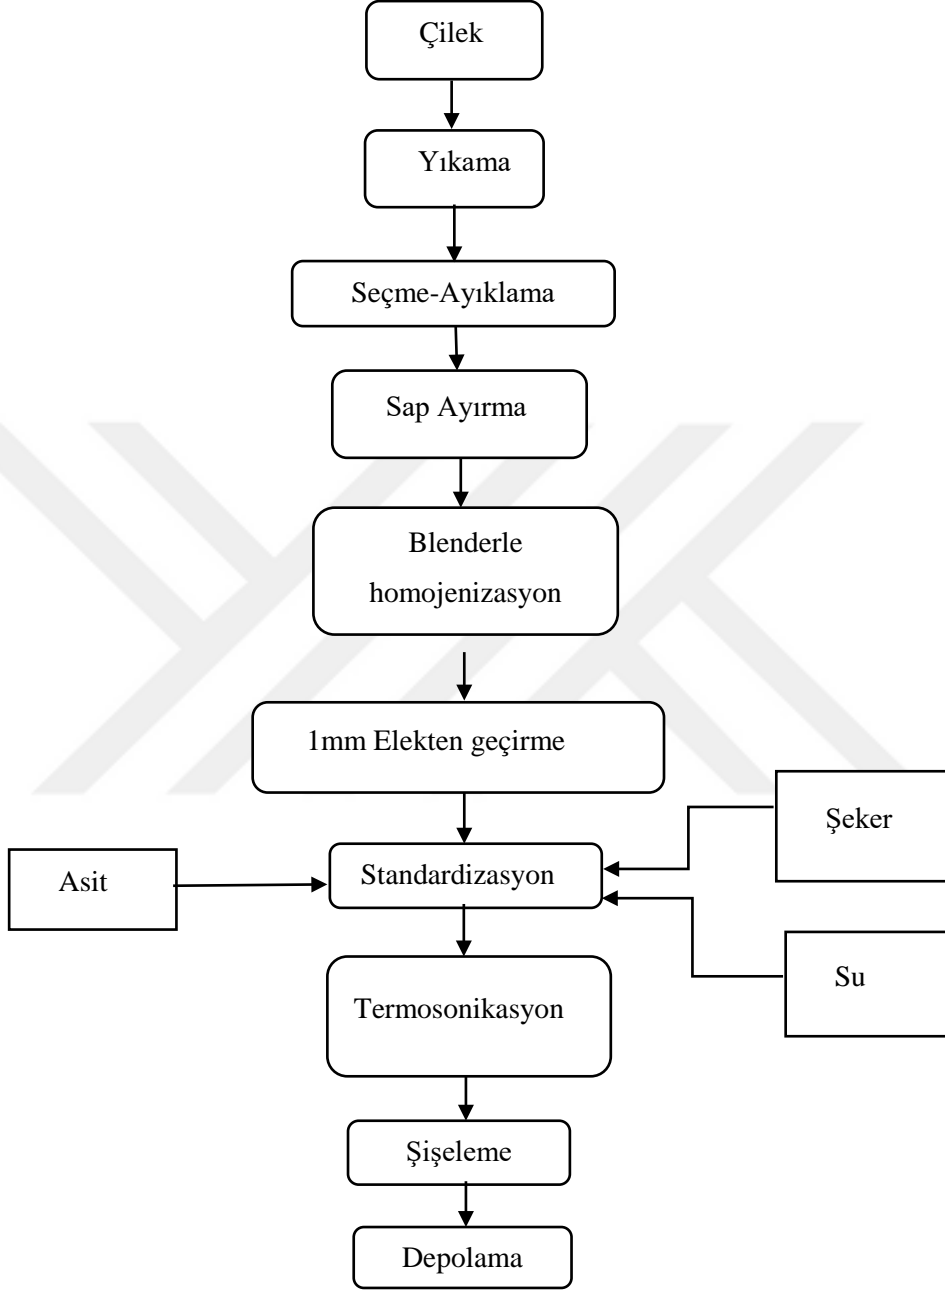 Çilek
Yıkama
Seçme-Ayıklama
Sap Ayırma
Blenderle
homojenizasyon
1mm Elekten geçirme
Şeker
Asit
Standardizasyon
Su
Termosonikasyon
Şişeleme
Depolama